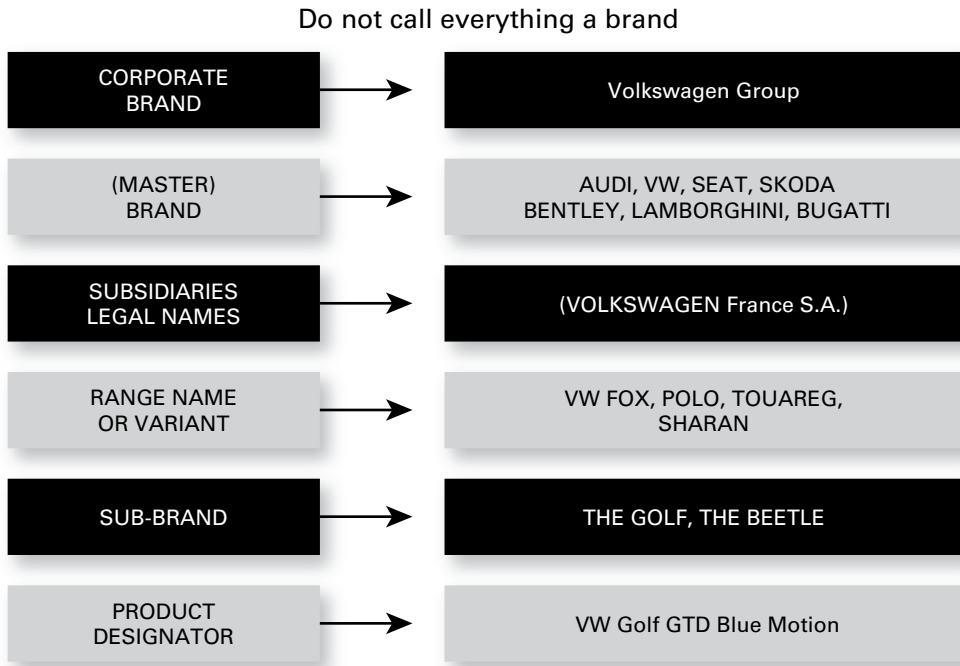 Do not call everything a brand
CORPORATE
BRAND
Volkswagen Group
(MASTER)
BRAND
AUDI, VW, SEAT, SKODA
BENTLEY, LAMBORGHINI, BUGATTI
SUBSIDIARIES
LEGAL NAMES
(VOLKSWAGEN France S.A.)
RANGE NAME
OR VARIANT
VW FOX, POLO, TOUAREG,
SHARAN
SUB-BRAND
THE GOLF, THE BEETLE
PRODUCT
DESIGNATOR
VW Golf GTD Blue Motion